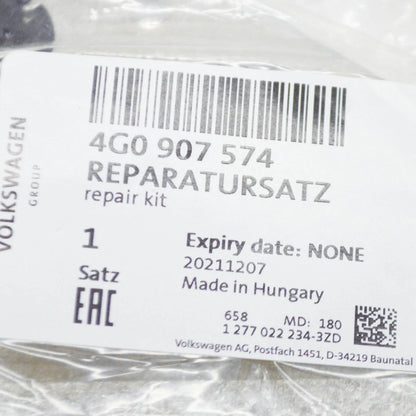 VOLKSWAGEN
GROUP
4G0 907 574
REPARATURSATZ
repair kit
1
Satz
EAC
Expiry date: NONE
20211207
Made in Hungary
658 MD: 180
1 277 022 234-3ZD
Volkswagen AG, Postfach 1451, D-34219 Baunatal